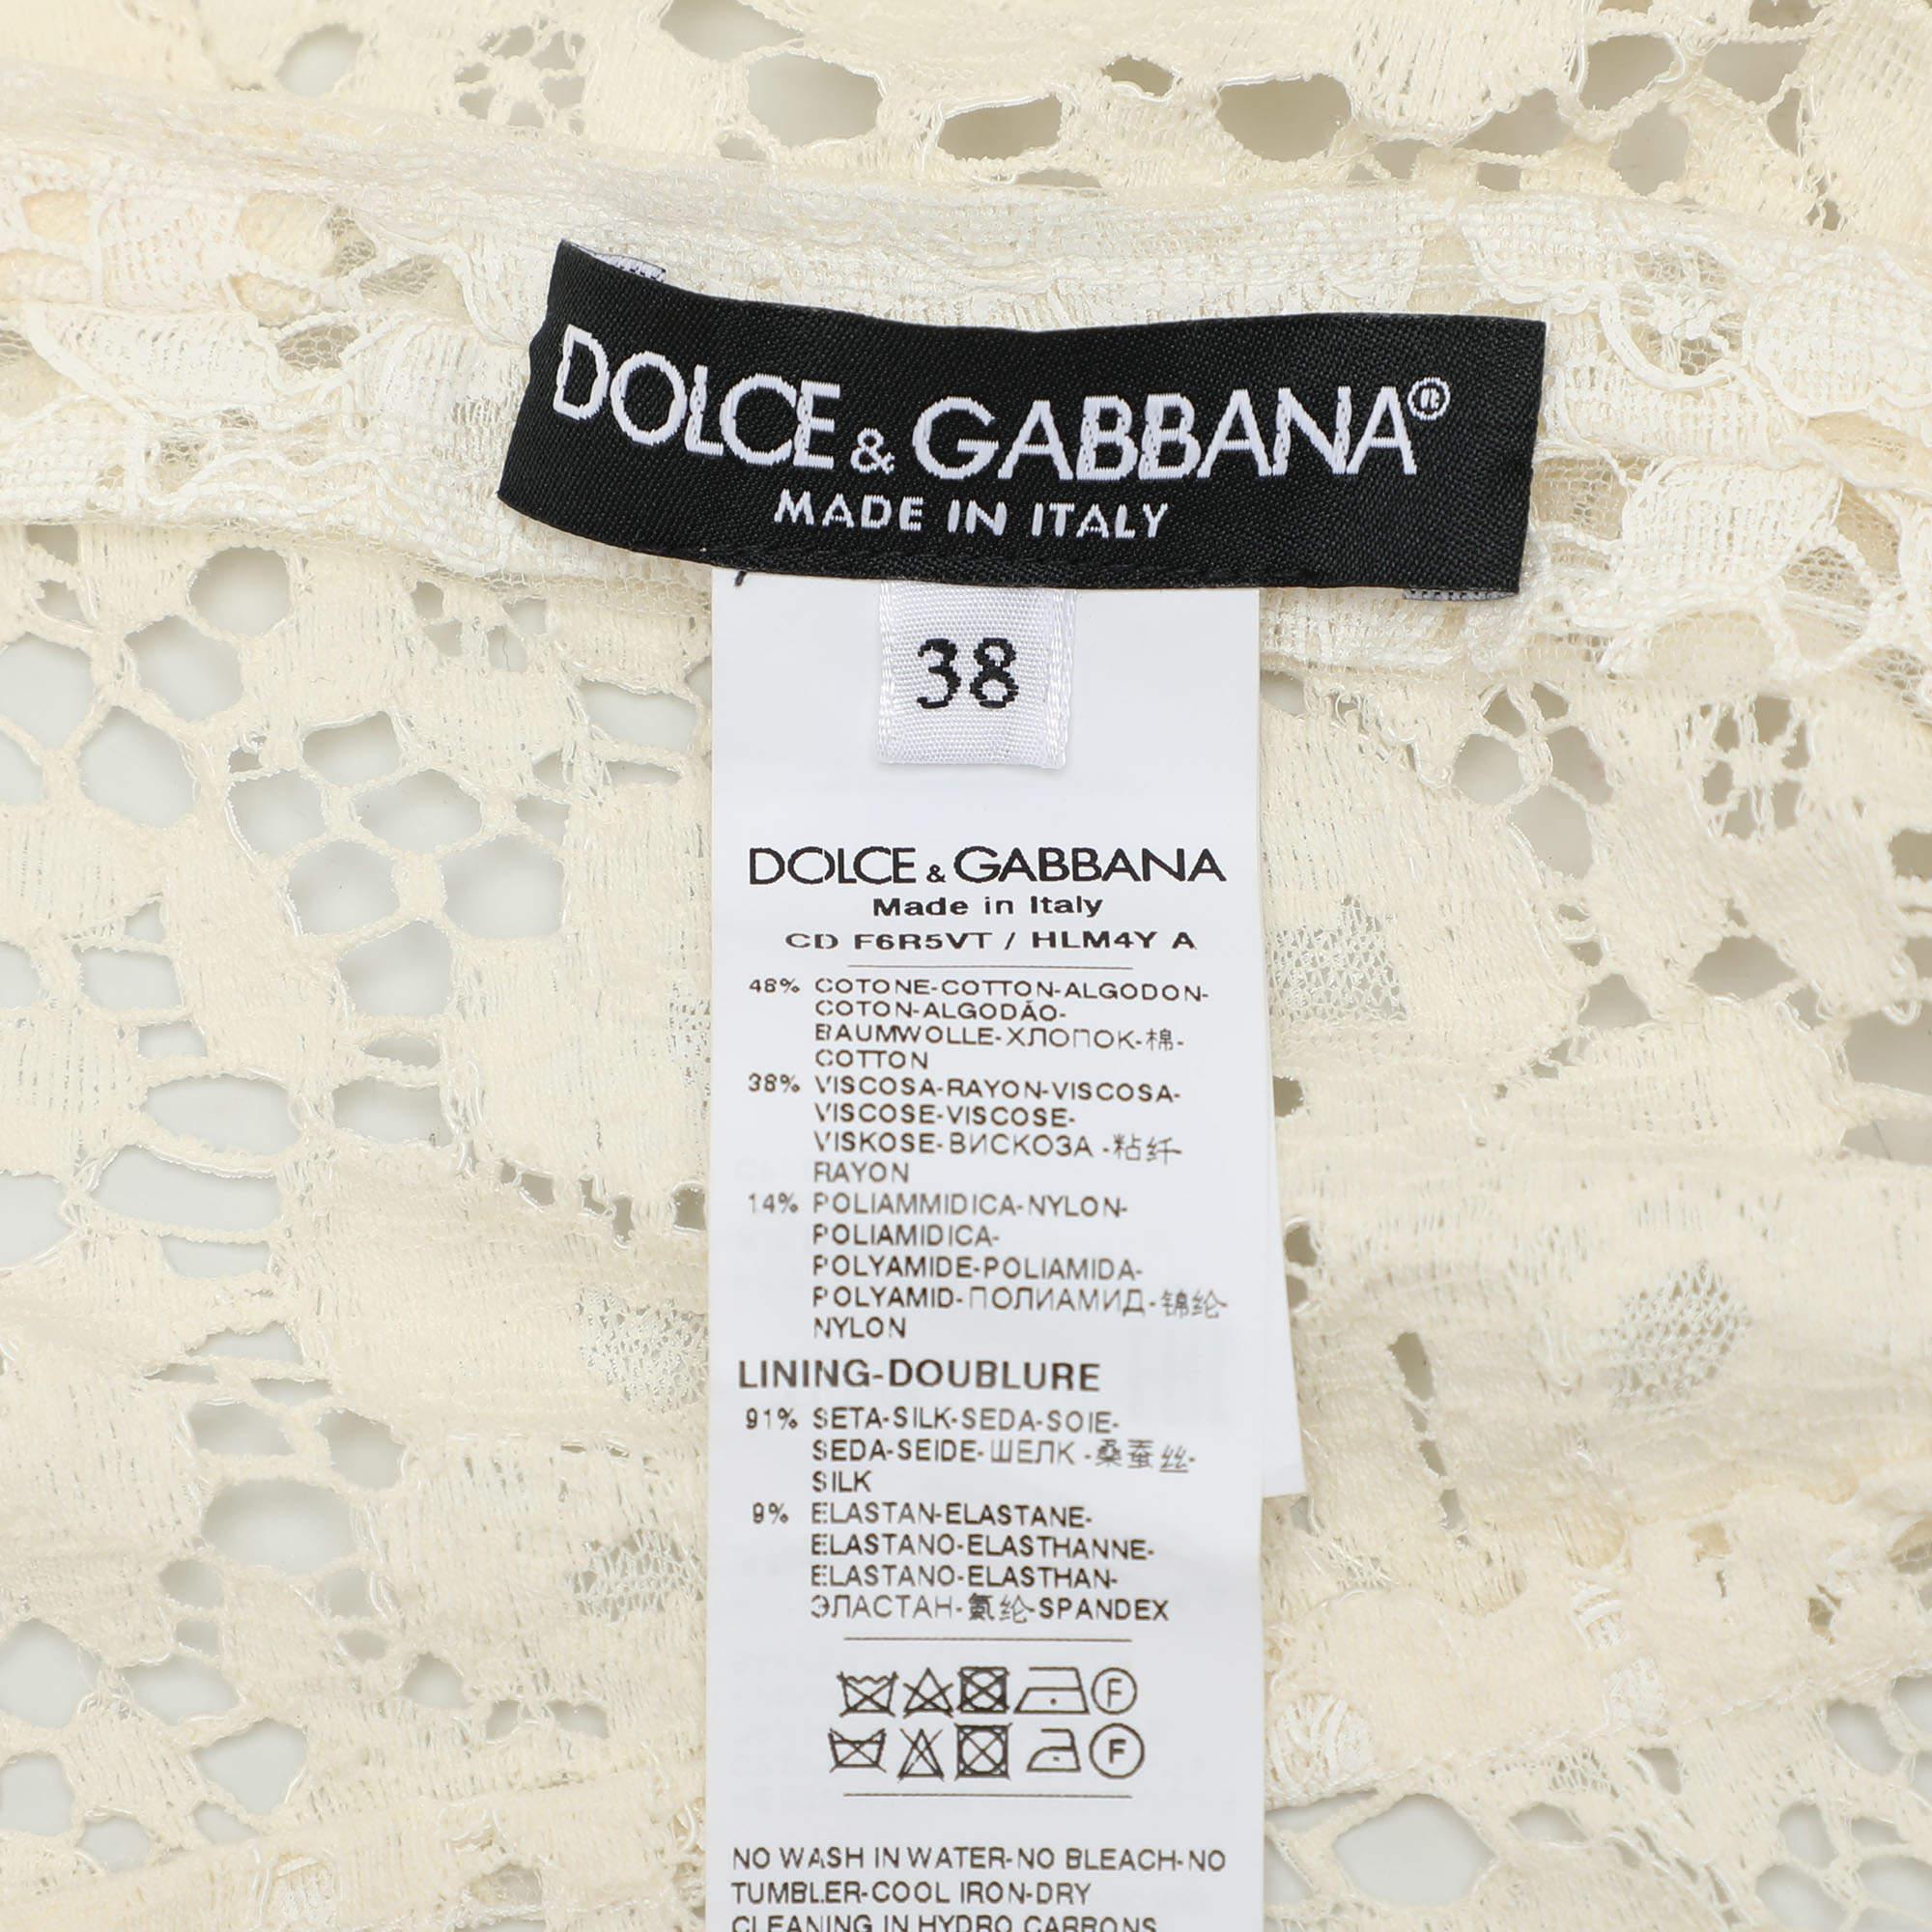 DOLCE & GABBANA®
MADE IN ITALY
38
DOLCE & GABBANA
Made in Italy
CD F6R5VT / HLM4Y A
48% COTONE-COTTON-ALGODON-
COTON-ALGODÃO-
BAUMWOLLE-ХЛОПОК-棉-
COTTON
38% VISCOSA-RAYON-VISCOSA-
VISCOSE-VISCOSE-
VISKOSE-ВИСКОЗА-粘纤-
RAYON
14% POLIAMMIDICA-NYLON-
POLIAMIDICA-
POLYAMIDE-POLIAMIDA-
POLYAMID-ПОЛИАМИД-锦纶-
NYLON
LINING-DOUBLURE
91% SETA-SILK-SEDA-SOIE-
SEDA-SEIDE-ШЕЛК-桑蚕丝-
SILK
9% ELASTAN-ELASTANE-
ELASTANO-ELASTHANNE-
ELASTANO-ELASTHAN-
ЭЛАСТАН-氨纶-SPANDEX
F
F
NO WASH IN WATER-NO BLEACH-NO
TUMBLER-COOL IRON-DRY
CLEANING IN HYDRO CARBONS